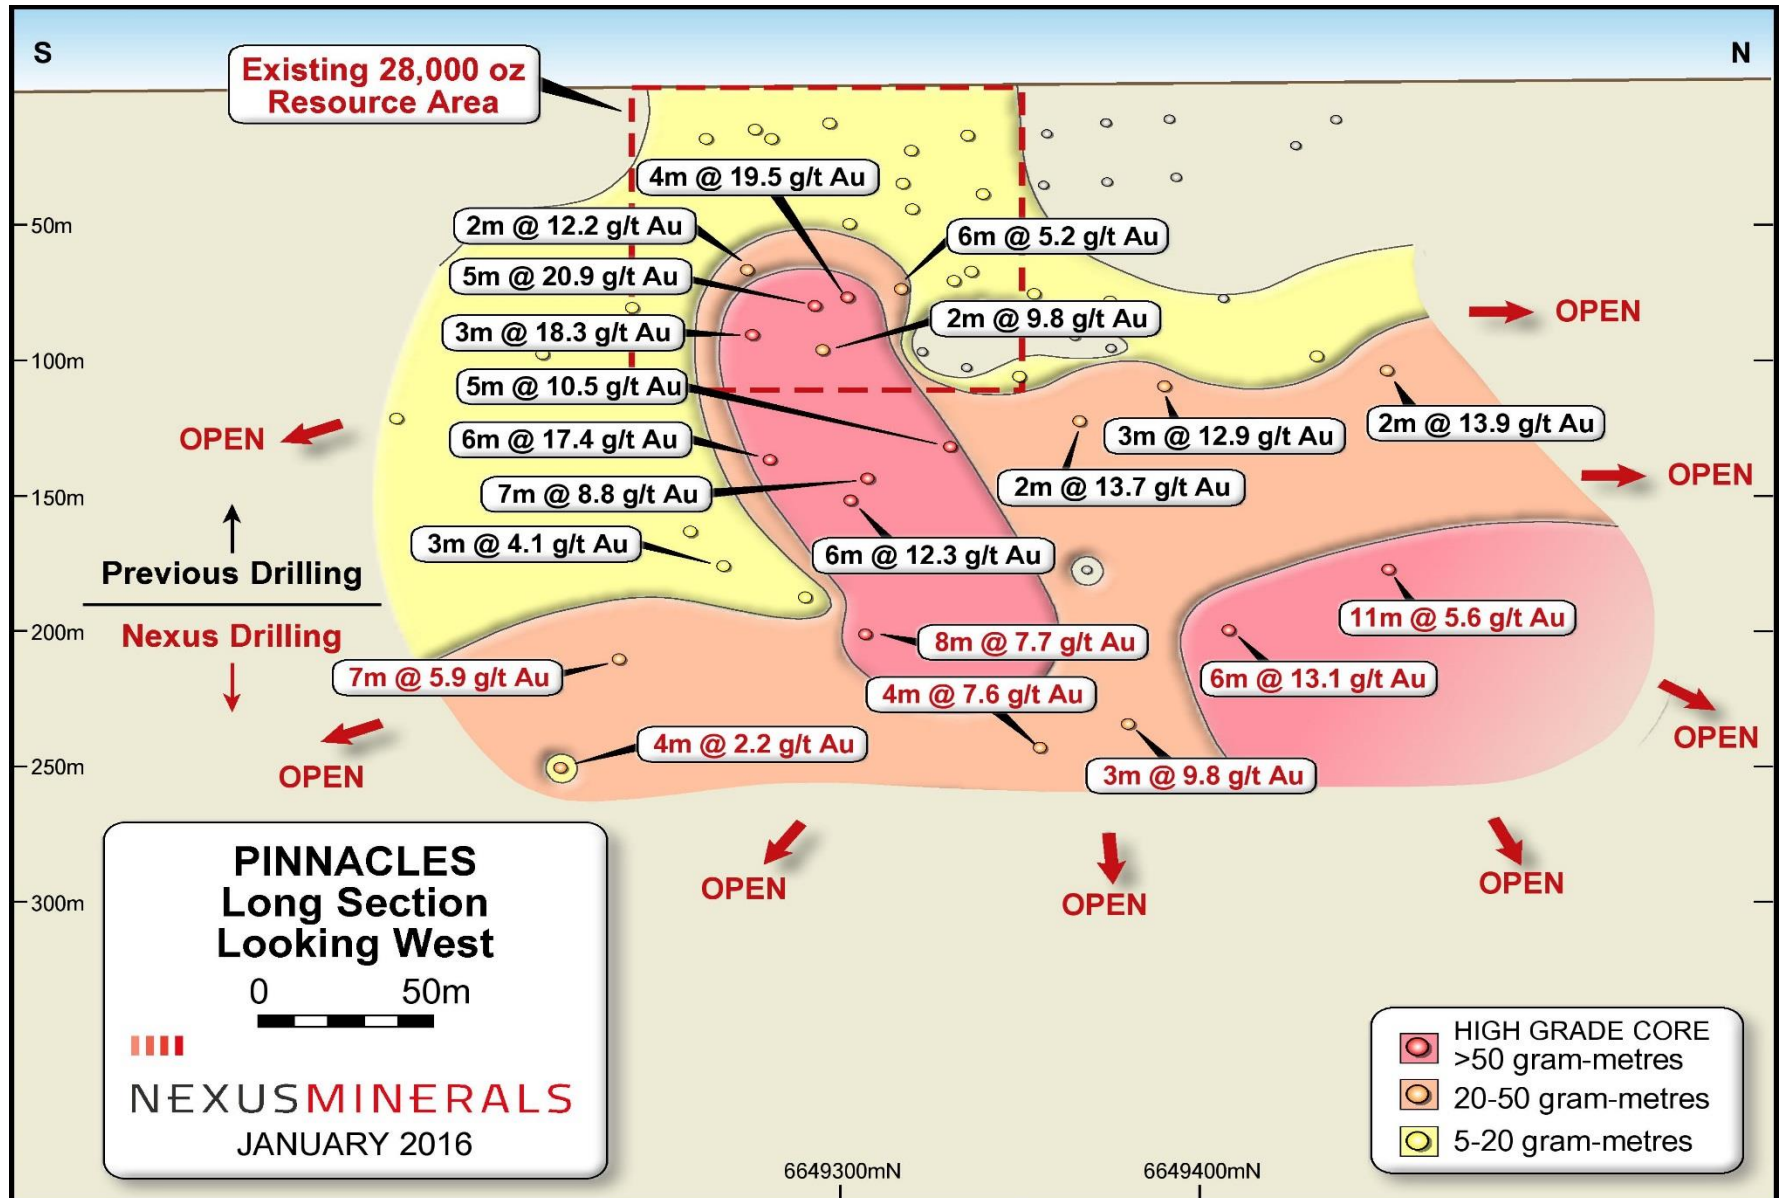 S
N
Existing 28,000 oz
Resource Area
4m @ 19.5 g/t Au
2m @ 12.2 g/t Au
6m @ 5.2 g/t Au
50m
5m @ 20.9 g/t Au
3m @ 18.3 g/t Au
2m @ 9.8 g/t Au
OPEN
100m
5m @ 10.5 g/t Au
OPEN
6m @ 17.4 g/t Au
3m @ 12.9 g/t Au
2m @ 13.9 g/t Au
OPEN
150m
7m @ 8.8 g/t Au
2m @ 13.7 g/t Au
3m @ 4.1 g/t Au
6m @ 12.3 g/t Au
Previous Drilling
200m
Nexus Drilling
8m @ 7.7 g/t Au
11m @ 5.6 g/t Au
7m @ 5.9 g/t Au
4m @ 7.6 g/t Au
6m @ 13.1 g/t Au
4m @ 2.2 g/t Au
OPEN
250m
OPEN
3m @ 9.8 g/t Au
OPEN
OPEN
OPEN
300m
PINNACLES
Long Section
Looking West
0 50m
NEXUSMINERALS
JANUARY 2016
HIGH GRADE CORE
>50 gram-metres
20-50 gram-metres
5-20 gram-metres
6649300mN
6649400mN